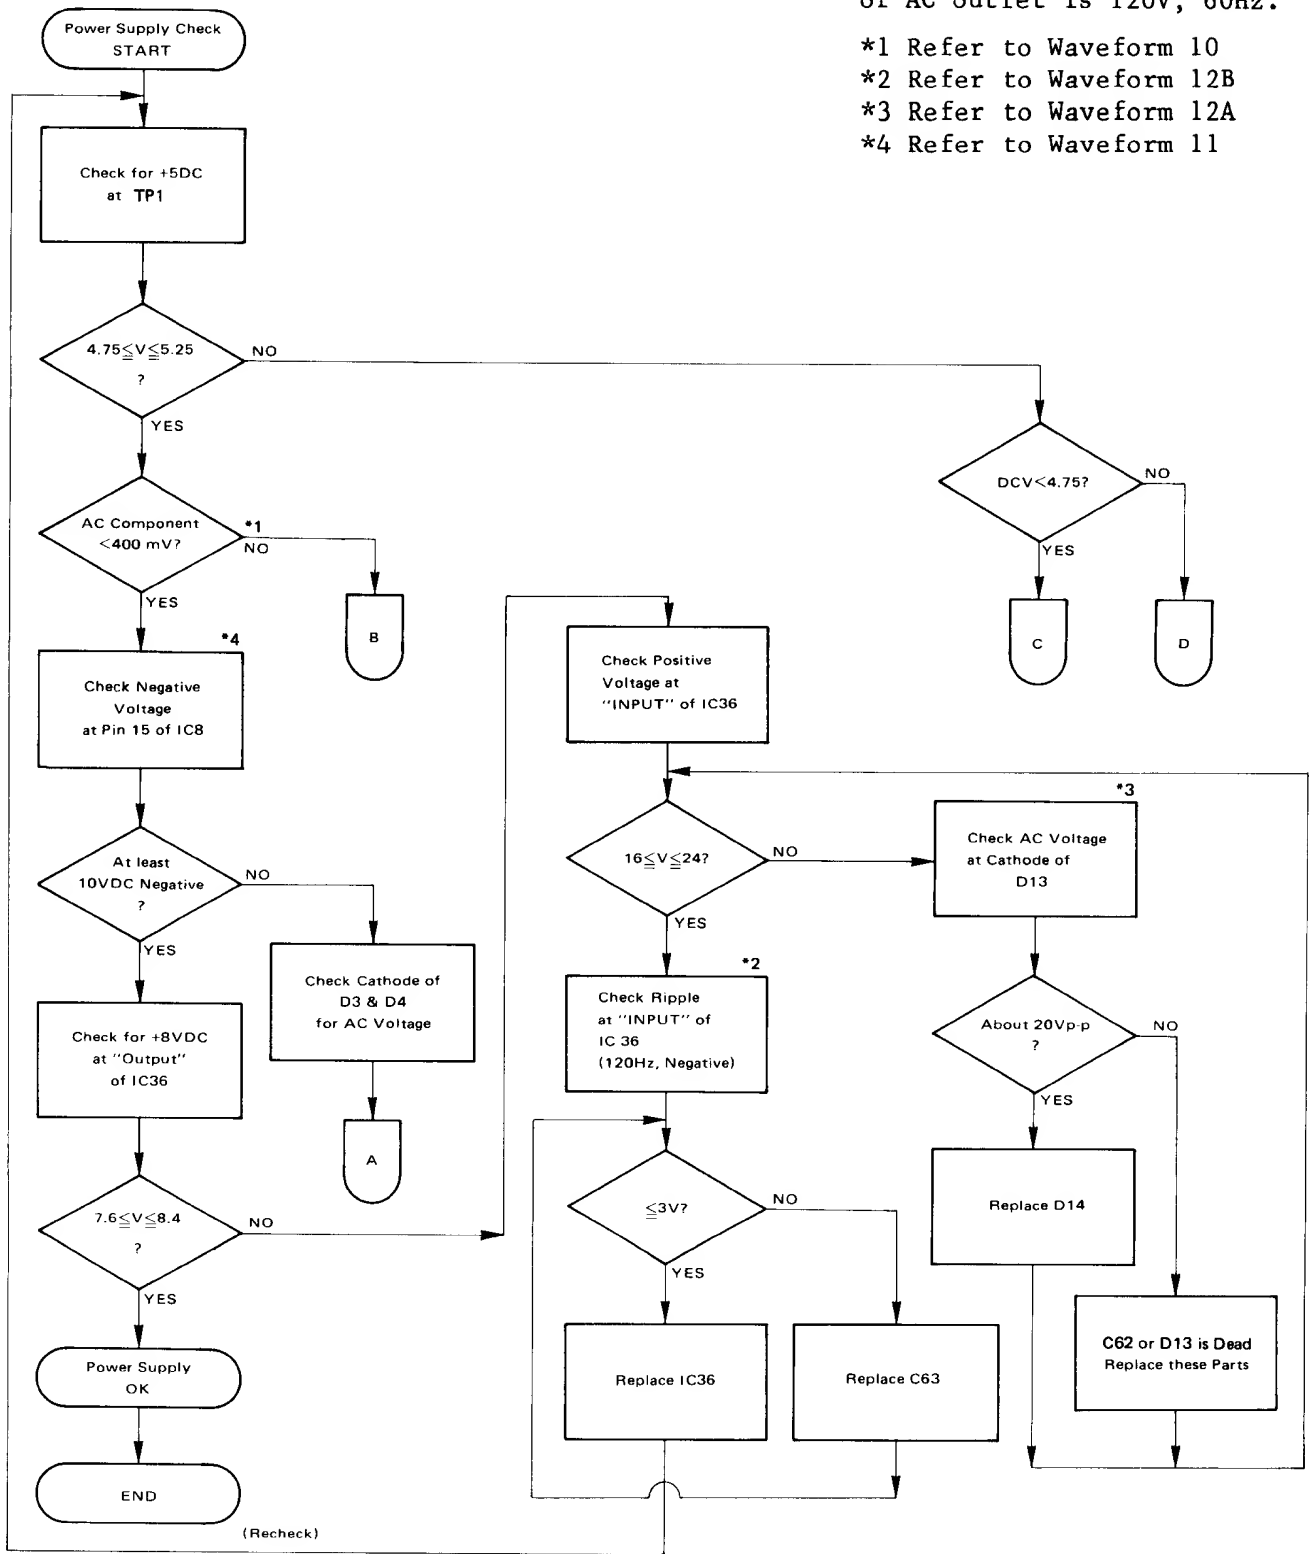 of AC outlet is 120V, 60Hz.
*1 Refer to Waveform 10
*2 Refer to Waveform 12B
*3 Refer to Waveform 12A
*4 Refer to Waveform 11
Power Supply Check
START
Check for +5DC
at TP1
4.75≦V≦5.25
?
NO
YES
DCV<4.75?
NO
YES
C
D
AC Component
<400 mV?
*1
NO
YES
B
*4
Check Negative
Voltage
at Pin 15 of IC8
At least
10VDC Negative
?
NO
YES
Check Cathode of
D3 & D4
for AC Voltage
A
Check for +8VDC
at "Output"
of IC36
7.6≦V≦8.4
?
NO
YES
Power Supply
OK
END
(Recheck)
Check Positive
Voltage at
"INPUT" of IC36
16≦V≦24?
NO
YES
*2
Check Ripple
at "INPUT" of
IC 36
(120Hz, Negative)
≦3V?
NO
YES
Replace IC36
Replace C63
*3
Check AC Voltage
at Cathode of
D13
About 20Vp-p
?
NO
YES
Replace D14
C62 or D13 is Dead
Replace these Parts